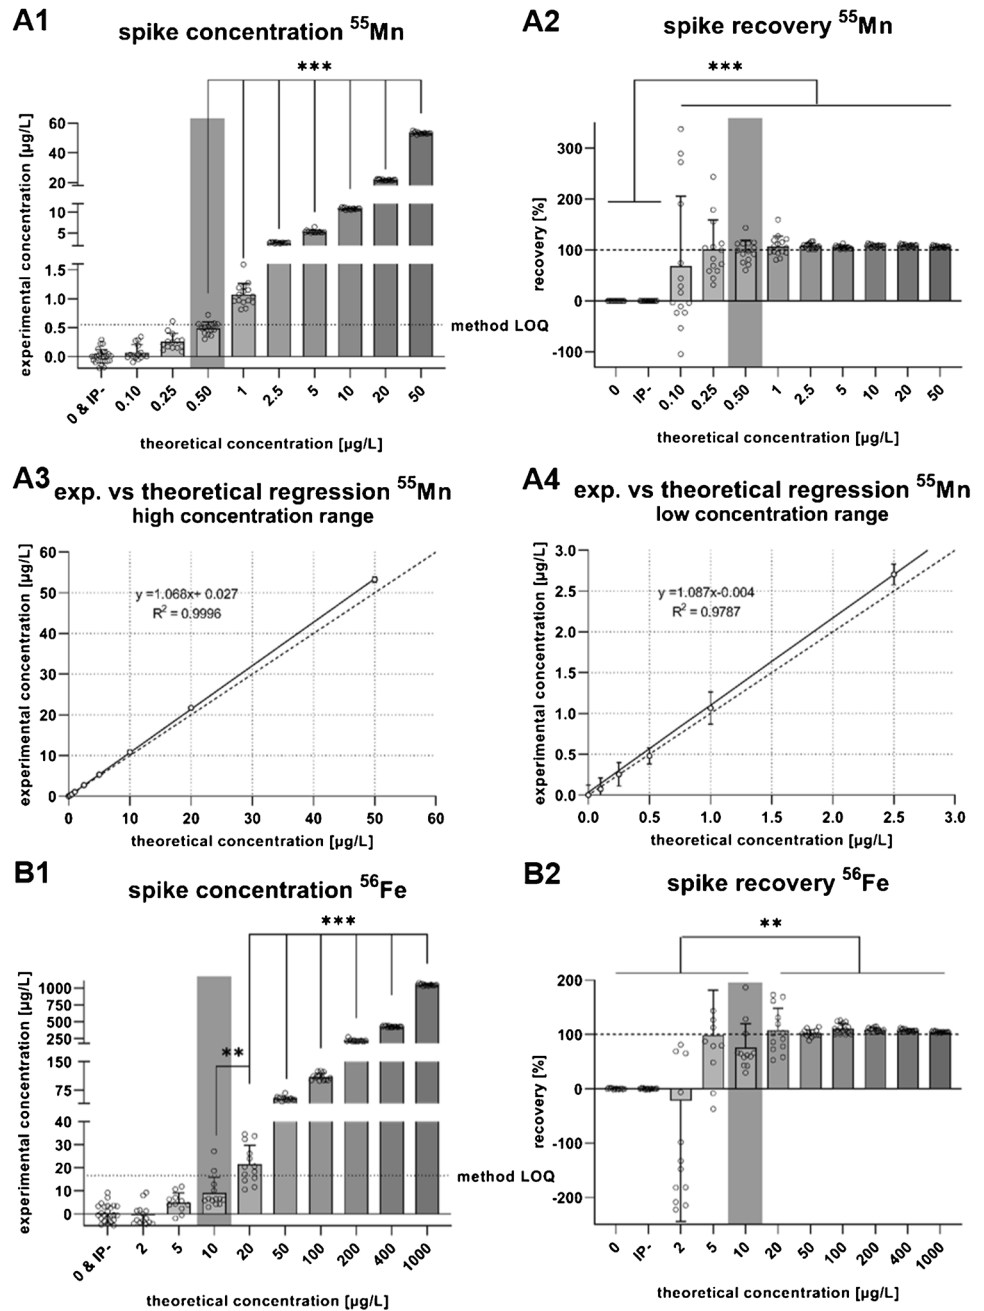 A1
spike concentration 55Mn
***
experimental concentration [µg/L]
60
40
20
10
5
1.5
1.0
0.5
0.0
method LOQ
0 & IP-
0.10
0.25
0.50
1
2.5
5
10
20
50
theoretical concentration [µg/L]
A2
spike recovery 55Mn
***
recovery [%]
300
200
100
0
-100
0
IP-
0.10
0.25
0.50
1
2.5
5
10
20
50
theoretical concentration [µg/L]
A3
exp. vs theoretical regression 55Mn
high concentration range
experimental concentration [µg/L]
60
50
40
30
20
10
0
y =1.068x+ 0.027
R2 = 0.9996
0
10
20
30
40
50
60
theoretical concentration [µg/L]
A4
exp. vs theoretical regression 55Mn
low concentration range
experimental concentration [µg/L]
3.0
2.5
2.0
1.5
1.0
0.5
0.0
y =1.087x-0.004
R2 = 0.9787
0.0
0.5
1.0
1.5
2.0
2.5
3.0
theoretical concentration [µg/L]
B1
spike concentration 56Fe
***
**
experimental concentration [µg/L]
1000
750
500
250
150
75
40
30
20
10
0
method LOQ
0 & IP-
2
5
10
20
50
100
200
400
1000
theoretical concentration [µg/L]
B2
spike recovery 56Fe
**
recovery [%]
200
100
0
-100
-200
0
IP-
2
5
10
20
50
100
200
400
1000
theoretical concentration [µg/L]